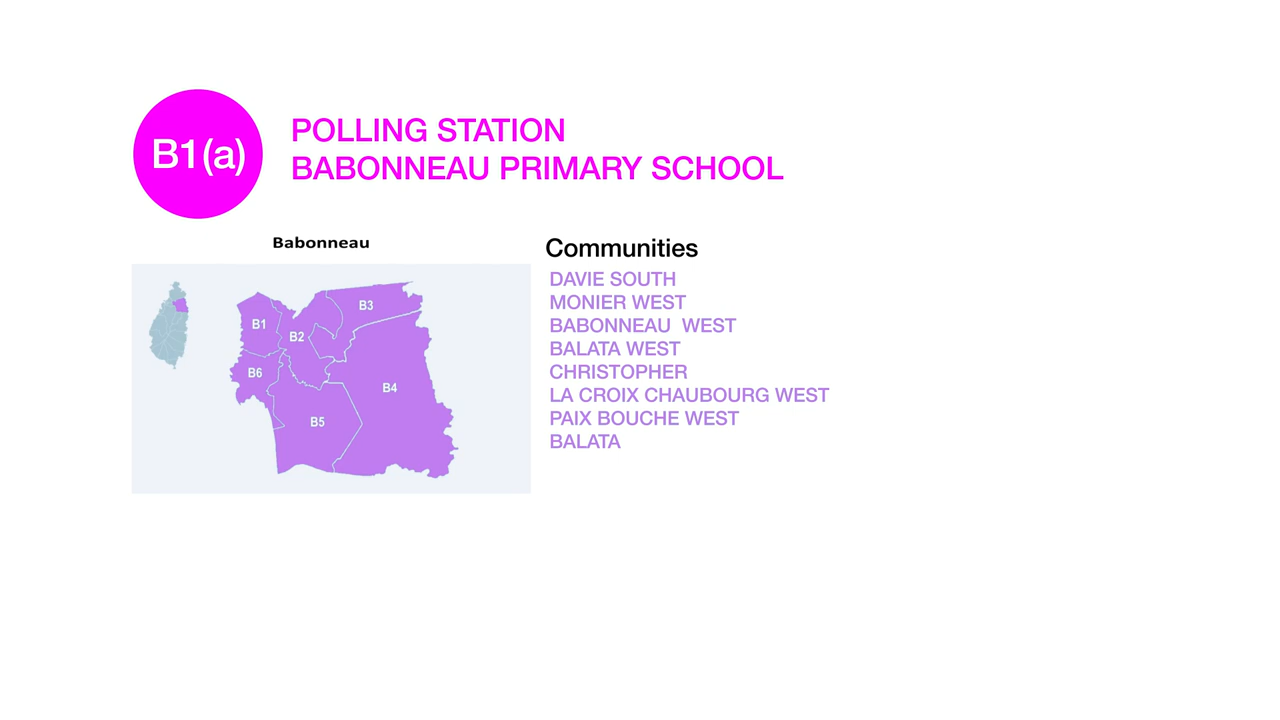 B1(a)
POLLING STATION
BABONNEAU PRIMARY SCHOOL
Babonneau
B1
B2
B3
B4
B5
B6
Communities
DAVIE SOUTH
MONIER WEST
BABONNEAU  WEST
BALATA WEST
CHRISTOPHER
LA CROIX CHAUBOURG WEST
PAIX BOUCHE WEST
BALATA